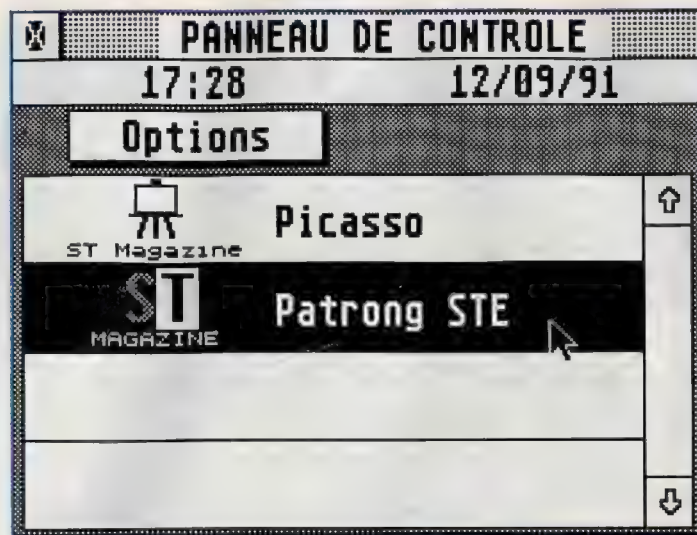 PANNEAU DE CONTROLE
17:28 12/09/91
Options
Picasso
ST Magazine
ST
Patrong STE
MAGAZINE